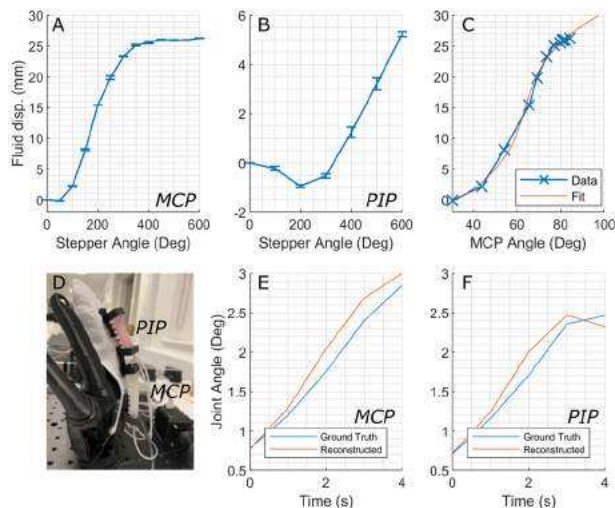 A
Fluid disp. (mm)
30
25
20
15
10
5
0
0
200
400
600
Stepper Angle (Deg)
MCP
B
6
4
2
0
-2
0
200
400
600
Stepper Angle (Deg)
PIP
C
30
25
20
15
10
5
0
40
60
80
100
MCP Angle (Deg)
Data
Fit
D
PIP
MCP
E
Joint Angle (Deg)
3
2.5
2
1.5
1
0.5
0
2
4
Time (s)
MCP
Ground Truth
Reconstructed
F
3
2.5
2
1.5
1
0.5
0
2
4
Time (s)
PIP
Ground Truth
Reconstructed